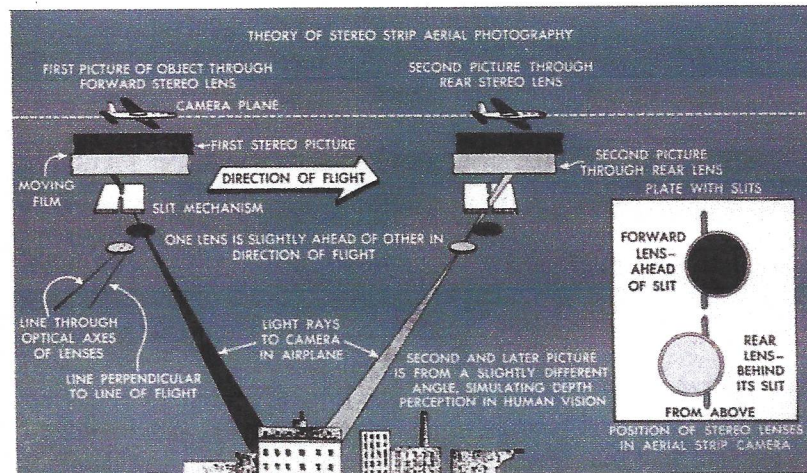 THEORY OF STEREO STRIP AERIAL PHOTOGRAPHY
FIRST PICTURE OF OBJECT THROUGH
FORWARD STEREO LENS
SECOND PICTURE THROUGH
REAR STEREO LENS
CAMERA PLANE
FIRST STEREO PICTURE
MOVING
FILM
DIRECTION OF FLIGHT
SECOND PICTURE
THROUGH REAR LENS
SLIT MECHANISM
ONE LENS IS SLIGHTLY AHEAD OF OTHER IN
DIRECTION OF FLIGHT
LINE THROUGH
OPTICAL AXES
OF LENSES
LINE PERPENDICULAR
TO LINE OF FLIGHT
LIGHT RAYS
TO CAMERA
IN AIRPLANE
SECOND AND LATER PICTURE
IS FROM A SLIGHTLY DIFFERENT
ANGLE, SIMULATING DEPTH
PERCEPTION IN HUMAN VISION
PLATE WITH SLITS
FORWARD
LENS–
AHEAD
OF SLIT
REAR
LENS–
BEHIND
ITS SLIT
FROM ABOVE
POSITION OF STEREO LENSES
IN AERIAL STRIP CAMERA